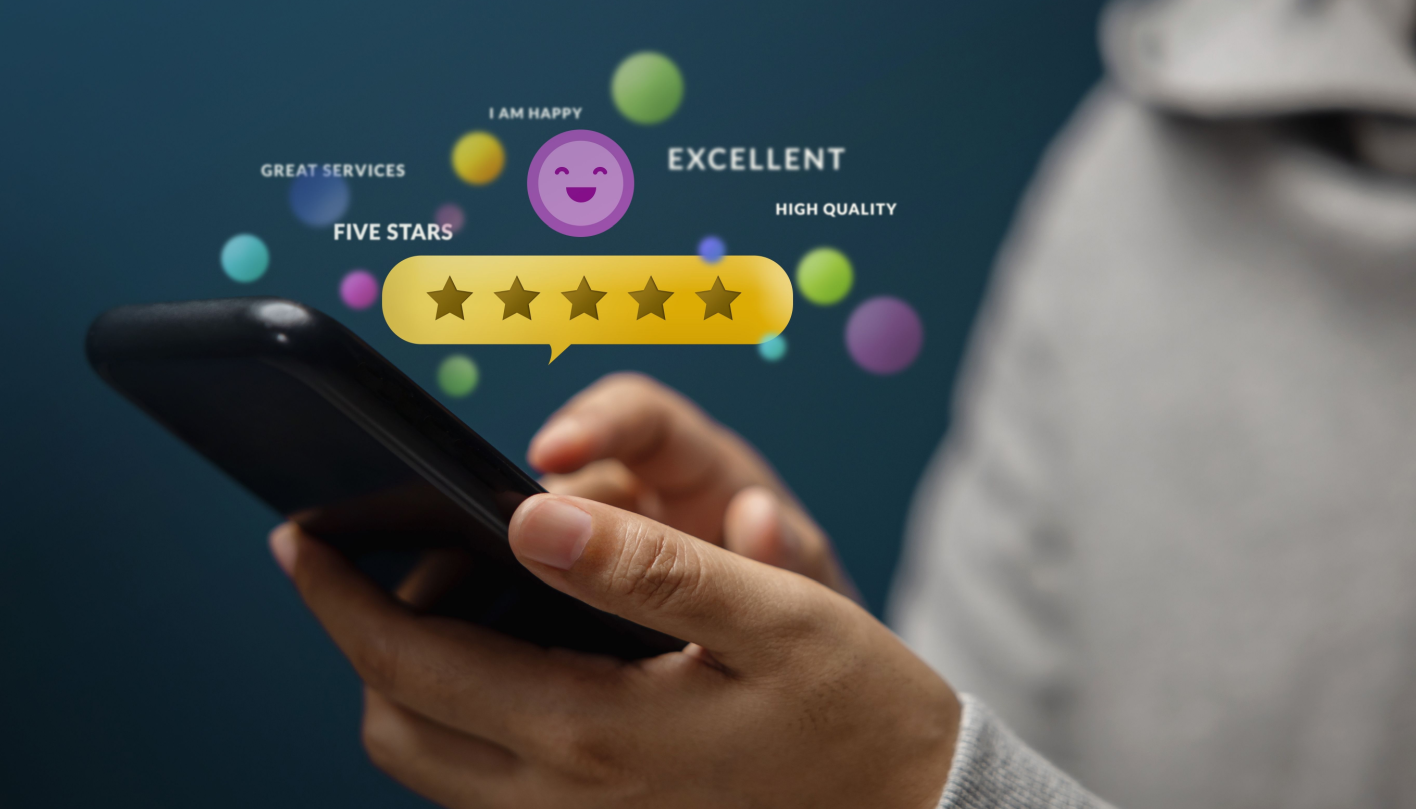 I AM HAPPY
EXCELLENT
GREAT SERVICES
HIGH QUALITY
FIVE STARS